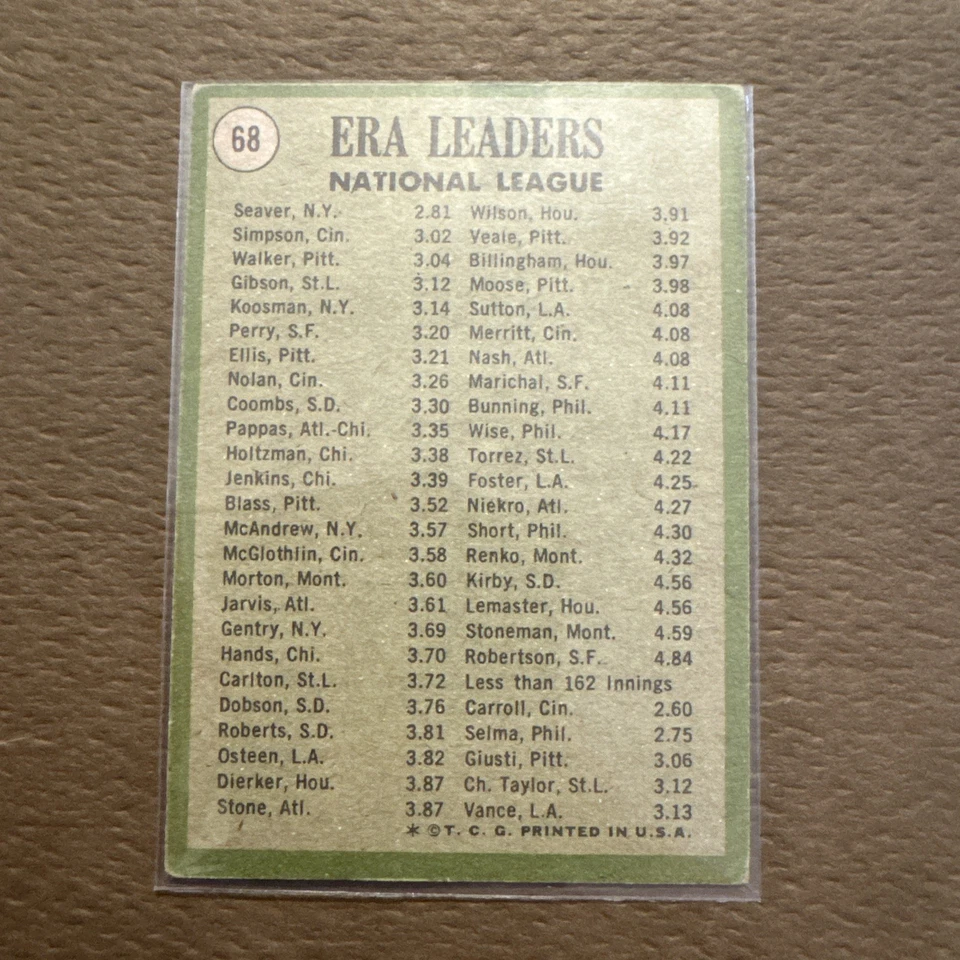 68
ERA LEADERS
NATIONAL LEAGUE
Seaver, N.Y. 2.81
Simpson, Cin. 3.02
Walker, Pitt. 3.04
Gibson, St.L. 3.12
Koosman, N.Y. 3.14
Perry, S.F. 3.20
Ellis, Pitt. 3.21
Nolan, Cin. 3.26
Coombs, S.D. 3.30
Pappas, Atl.-Chi. 3.35
Holtzman, Chi. 3.38
Jenkins, Chi. 3.39
Blass, Pitt. 3.52
McAndrew, N.Y. 3.57
McGlothlin, Cin. 3.58
Morton, Mont. 3.60
Jarvis, Atl. 3.61
Gentry, N.Y. 3.69
Hands, Chi. 3.70
Carlton, St.L. 3.72
Dobson, S.D. 3.76
Roberts, S.D. 3.81
Osteen, L.A. 3.82
Dierker, Hou. 3.87
Stone, Atl. 3.87
Wilson, Hou. 3.91
Veale, Pitt. 3.92
Billingham, Hou. 3.97
Moose, Pitt. 3.98
Sutton, L.A. 4.08
Merritt, Cin. 4.08
Nash, Atl. 4.08
Marichal, S.F. 4.11
Bunning, Phil. 4.11
Wise, Phil. 4.17
Torrez, St.L. 4.22
Foster, L.A. 4.25
Niekro, Atl. 4.27
Short, Phil. 4.30
Renko, Mont. 4.32
Kirby, S.D. 4.56
Lemaster, Hou. 4.56
Stoneman, Mont. 4.59
Robertson, S.F. 4.84
Less than 162 Innings
Carroll, Cin. 2.60
Selma, Phil. 2.75
Giusti, Pitt. 3.06
Ch. Taylor, St.L. 3.12
Vance, L.A. 3.13
* © T. C. G. PRINTED IN U.S.A.